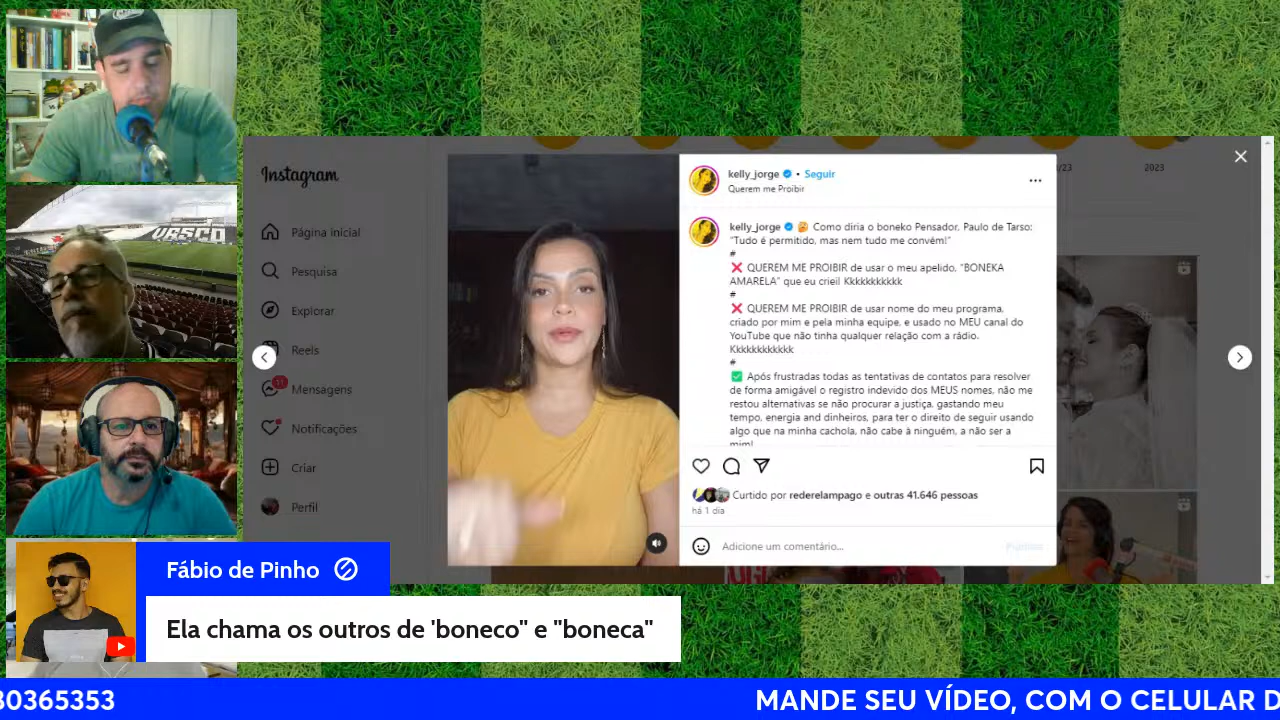 VASCO
Instagram
Página inicial
Pesquisa
Explorar
Reels
11
Mensagens
Notificações
Criar
Perfil
kelly_jorge • Seguir
Querem me Proibir
kelly_jorge Como diria o boneko Pensador. Paulo de Tarso:
"Tudo é permitido, mas nem tudo me convém!"
#
❌ QUEREM ME PROIBIR de usar o meu apelido, "BONEKA
AMARELA" que eu crieiI Kkkkkkkkkkk
#
❌ QUEREM ME PROIBIR de usar nome do meu programa,
criado por mim e pela minha equipe, e usado no MEU canal do
YouTube que não tinha qualquer relação com a rádio.
Kkkkkkkkkkkk
#
✅ Após frustradas todas as tentativas de contatos para resolver
de forma amigável o registro indevido dos MEUS nomes, não me
restou alternativas se não procurar a justiça, gastando meu
tempo, energia and dinheiros, para ter o direito de seguir usando
algo que na minha cachola, não cabe à ninguém, a não ser a
mim!
Curtido por rederelampago e outras 41.646 pessoas
há 1 dia
Adicione um comentário...
Publicar
/23
2023
Fábio de Pinho
Ela chama os outros de 'boneco" e "boneca"
30365353
MANDE SEU VÍDEO, COM O CELULAR D